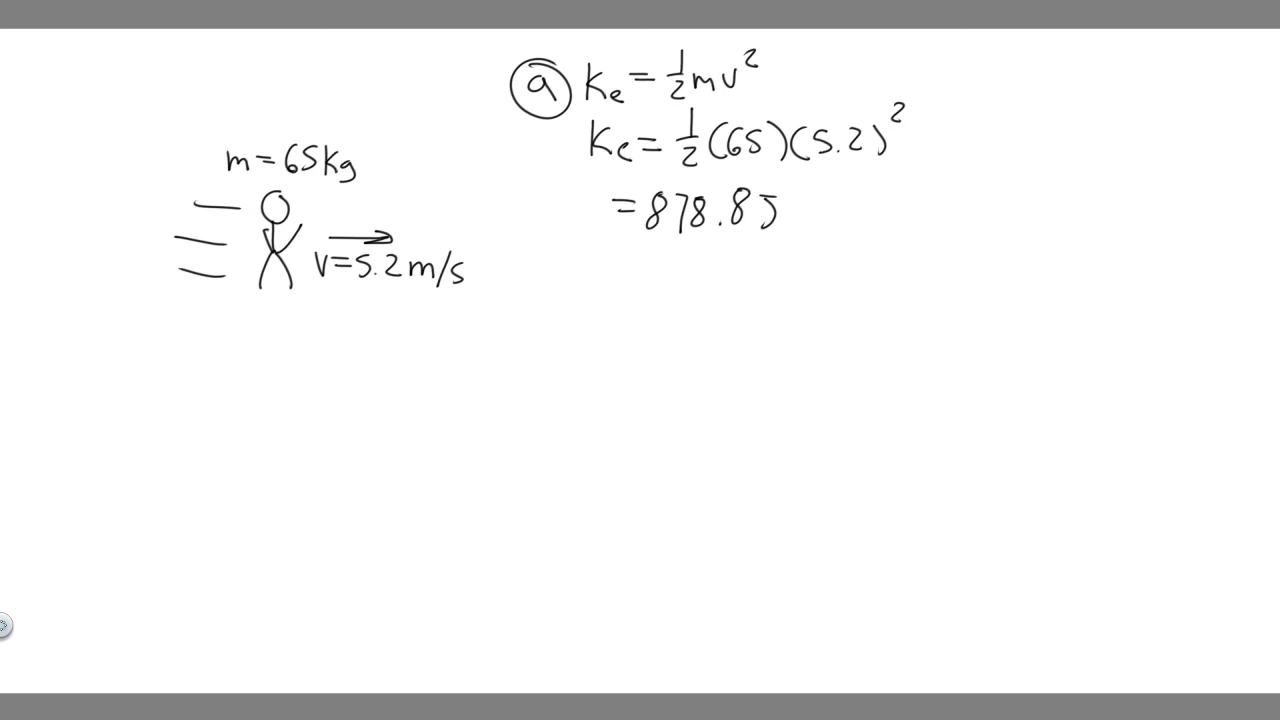 m=65kg
v=5.2m/s
a Ke=½mv²
Ke=½(65)(5.2)²
=878.8J